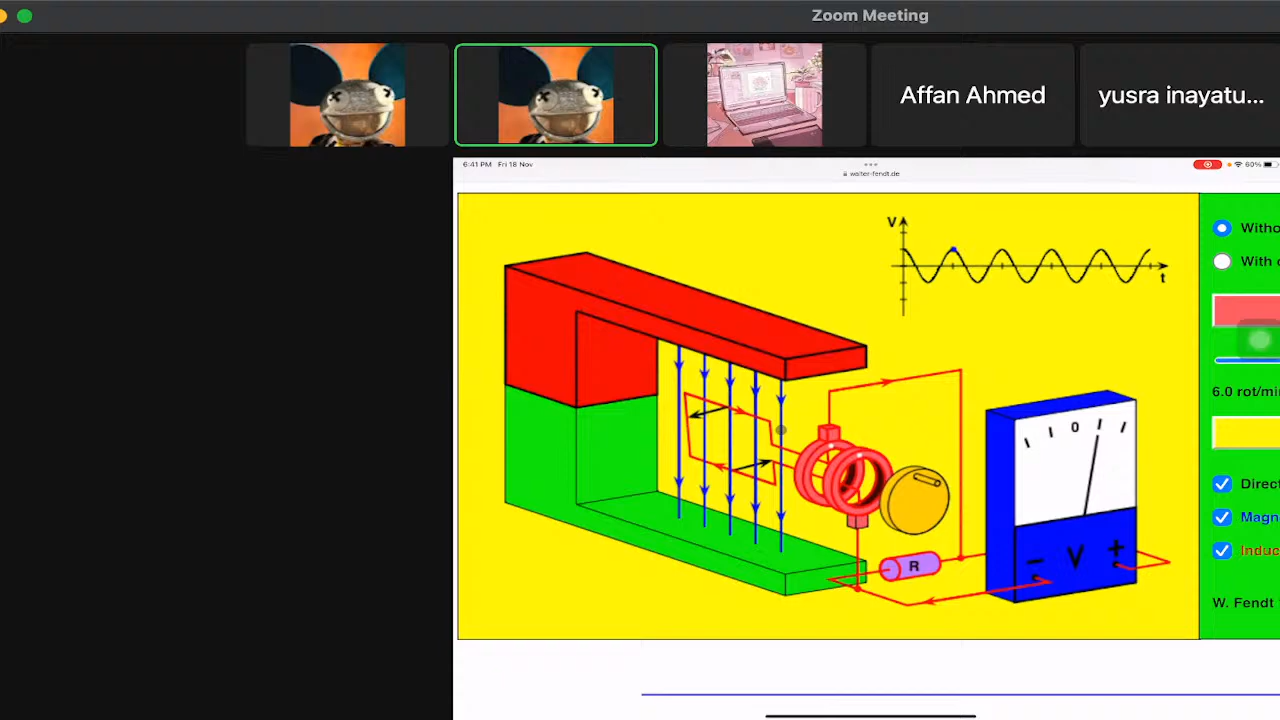 Zoom Meeting
Affan Ahmed
yusra inayatu...
6:41 PM Fri 18 Nov
walter-fendt.de
60%
V
t
Witho
With
6.0 rot/mi
0
Direct
Magn
Induc
R
− V +
W. Fendt